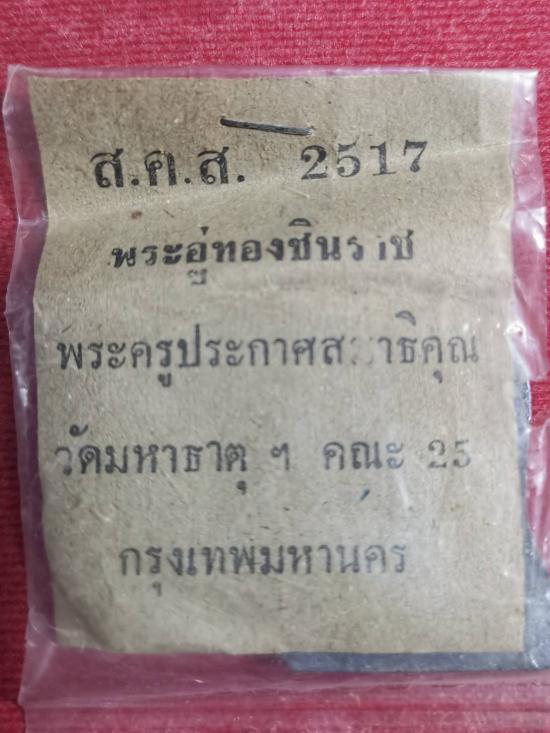 ส.ค.ส. 2517
พระอู่ทองชินราช
พระครูประกาศสมาธิคุณ
วัดมหาธาตุ ฯ คณะ 25
กรุงเทพมหานคร